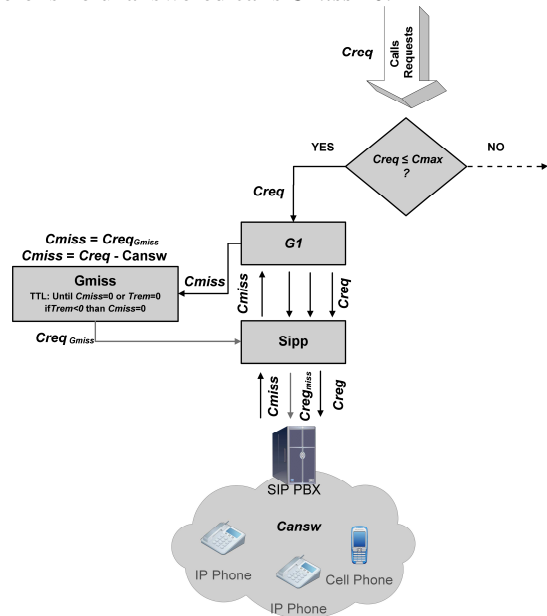 Creq
Calls
Requests
YES
NO
Creq ≤ Cmax
?
Creq
G1
Cmiss = CreqGmiss
Cmiss = Creq - Cansw
Cmiss
Gmiss
TTL: Until Cmiss=0 or Trem=0
ifTrem<0 than Cmiss=0
Cmiss
Creq
Creq Gmiss
Sipp
Cmiss
Cregmiss
Creg
SIP PBX
Cansw
IP Phone
Cell Phone
IP Phone